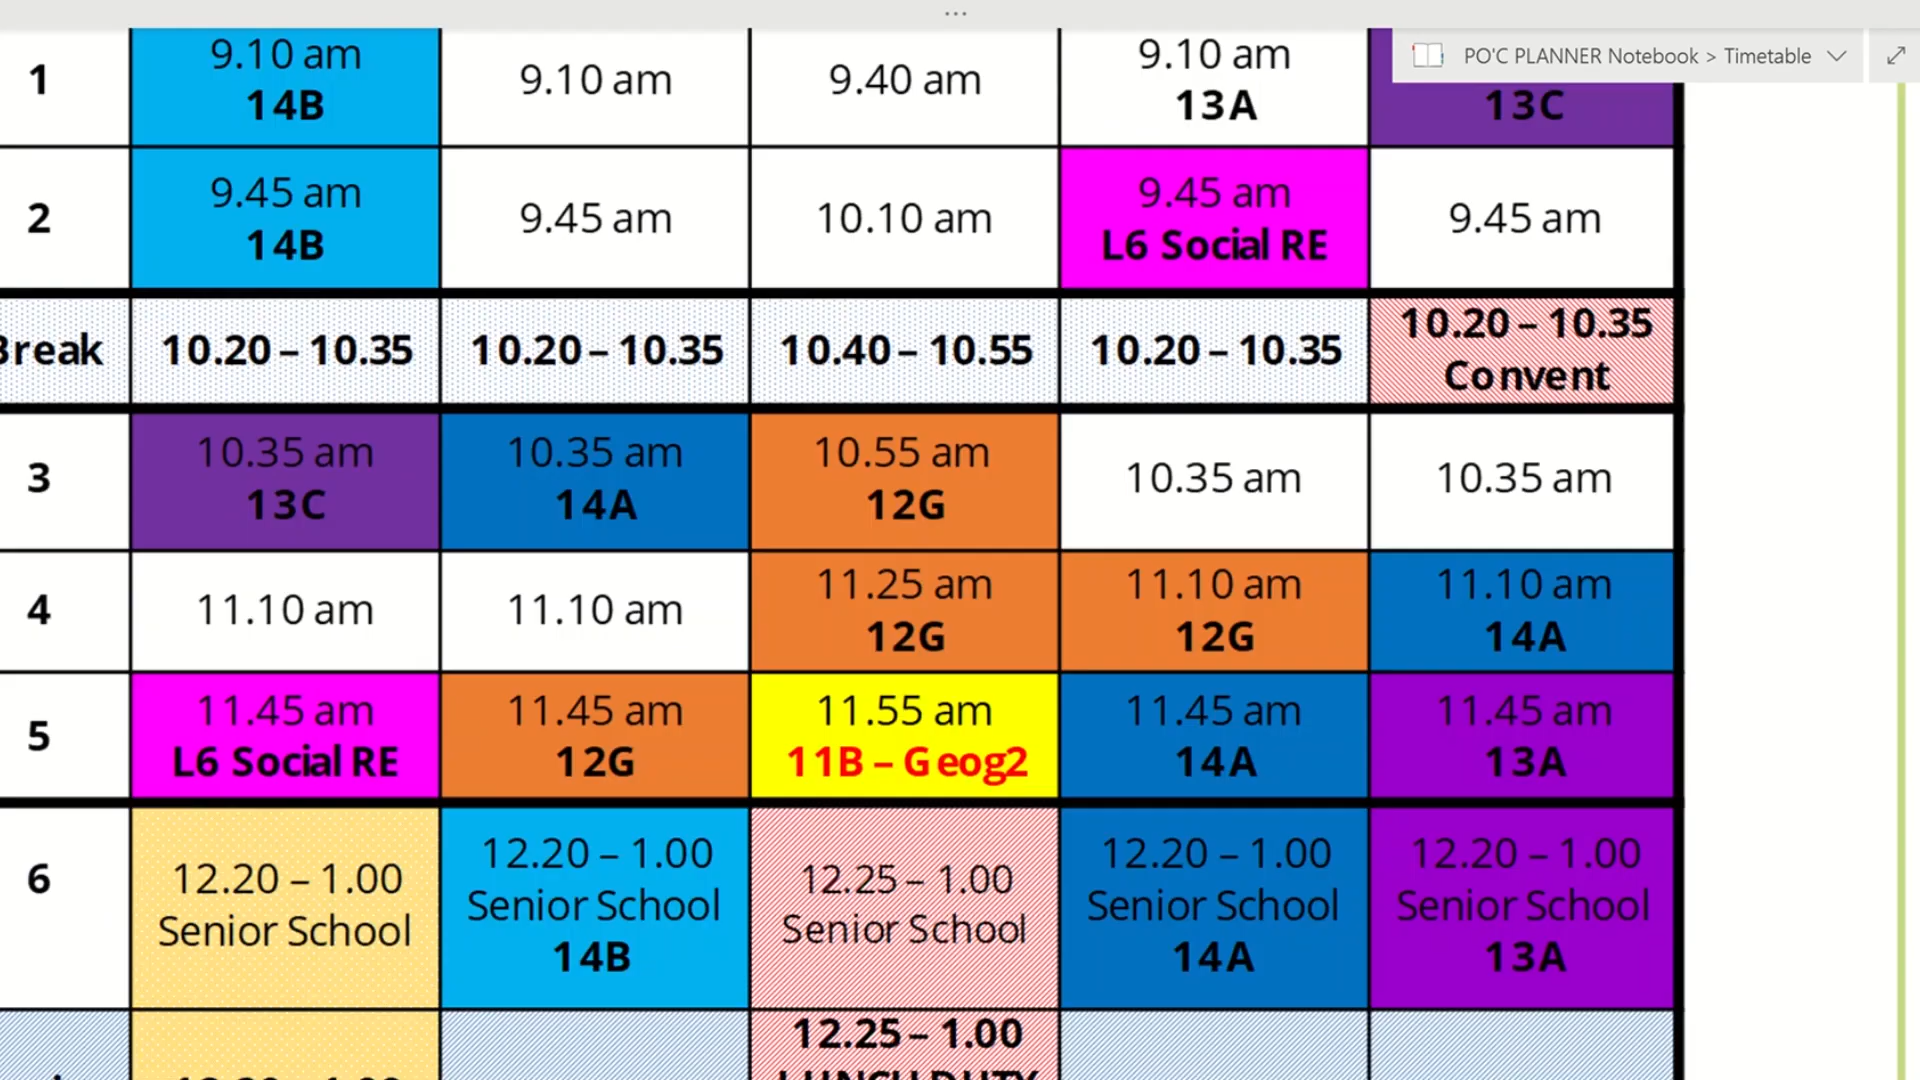 ...
PO'C PLANNER Notebook > Timetable
1
9.10 am
14B
9.10 am
9.40 am
9.10 am
13A
13C
2
9.45 am
14B
9.45 am
10.10 am
9.45 am
L6 Social RE
9.45 am
Break
10.20 – 10.35
10.20 – 10.35
10.40 – 10.55
10.20 – 10.35
10.20 – 10.35
Convent
3
10.35 am
13C
10.35 am
14A
10.55 am
12G
10.35 am
10.35 am
4
11.10 am
11.10 am
11.25 am
12G
11.10 am
12G
11.10 am
14A
5
11.45 am
L6 Social RE
11.45 am
12G
11.55 am
11B – Geog2
11.45 am
14A
11.45 am
13A
6
12.20 – 1.00
Senior School
12.20 – 1.00
Senior School
14B
12.25 – 1.00
Senior School
12.20 – 1.00
Senior School
14A
12.20 – 1.00
Senior School
13A
12.25 – 1.00
LUNCH DUTY